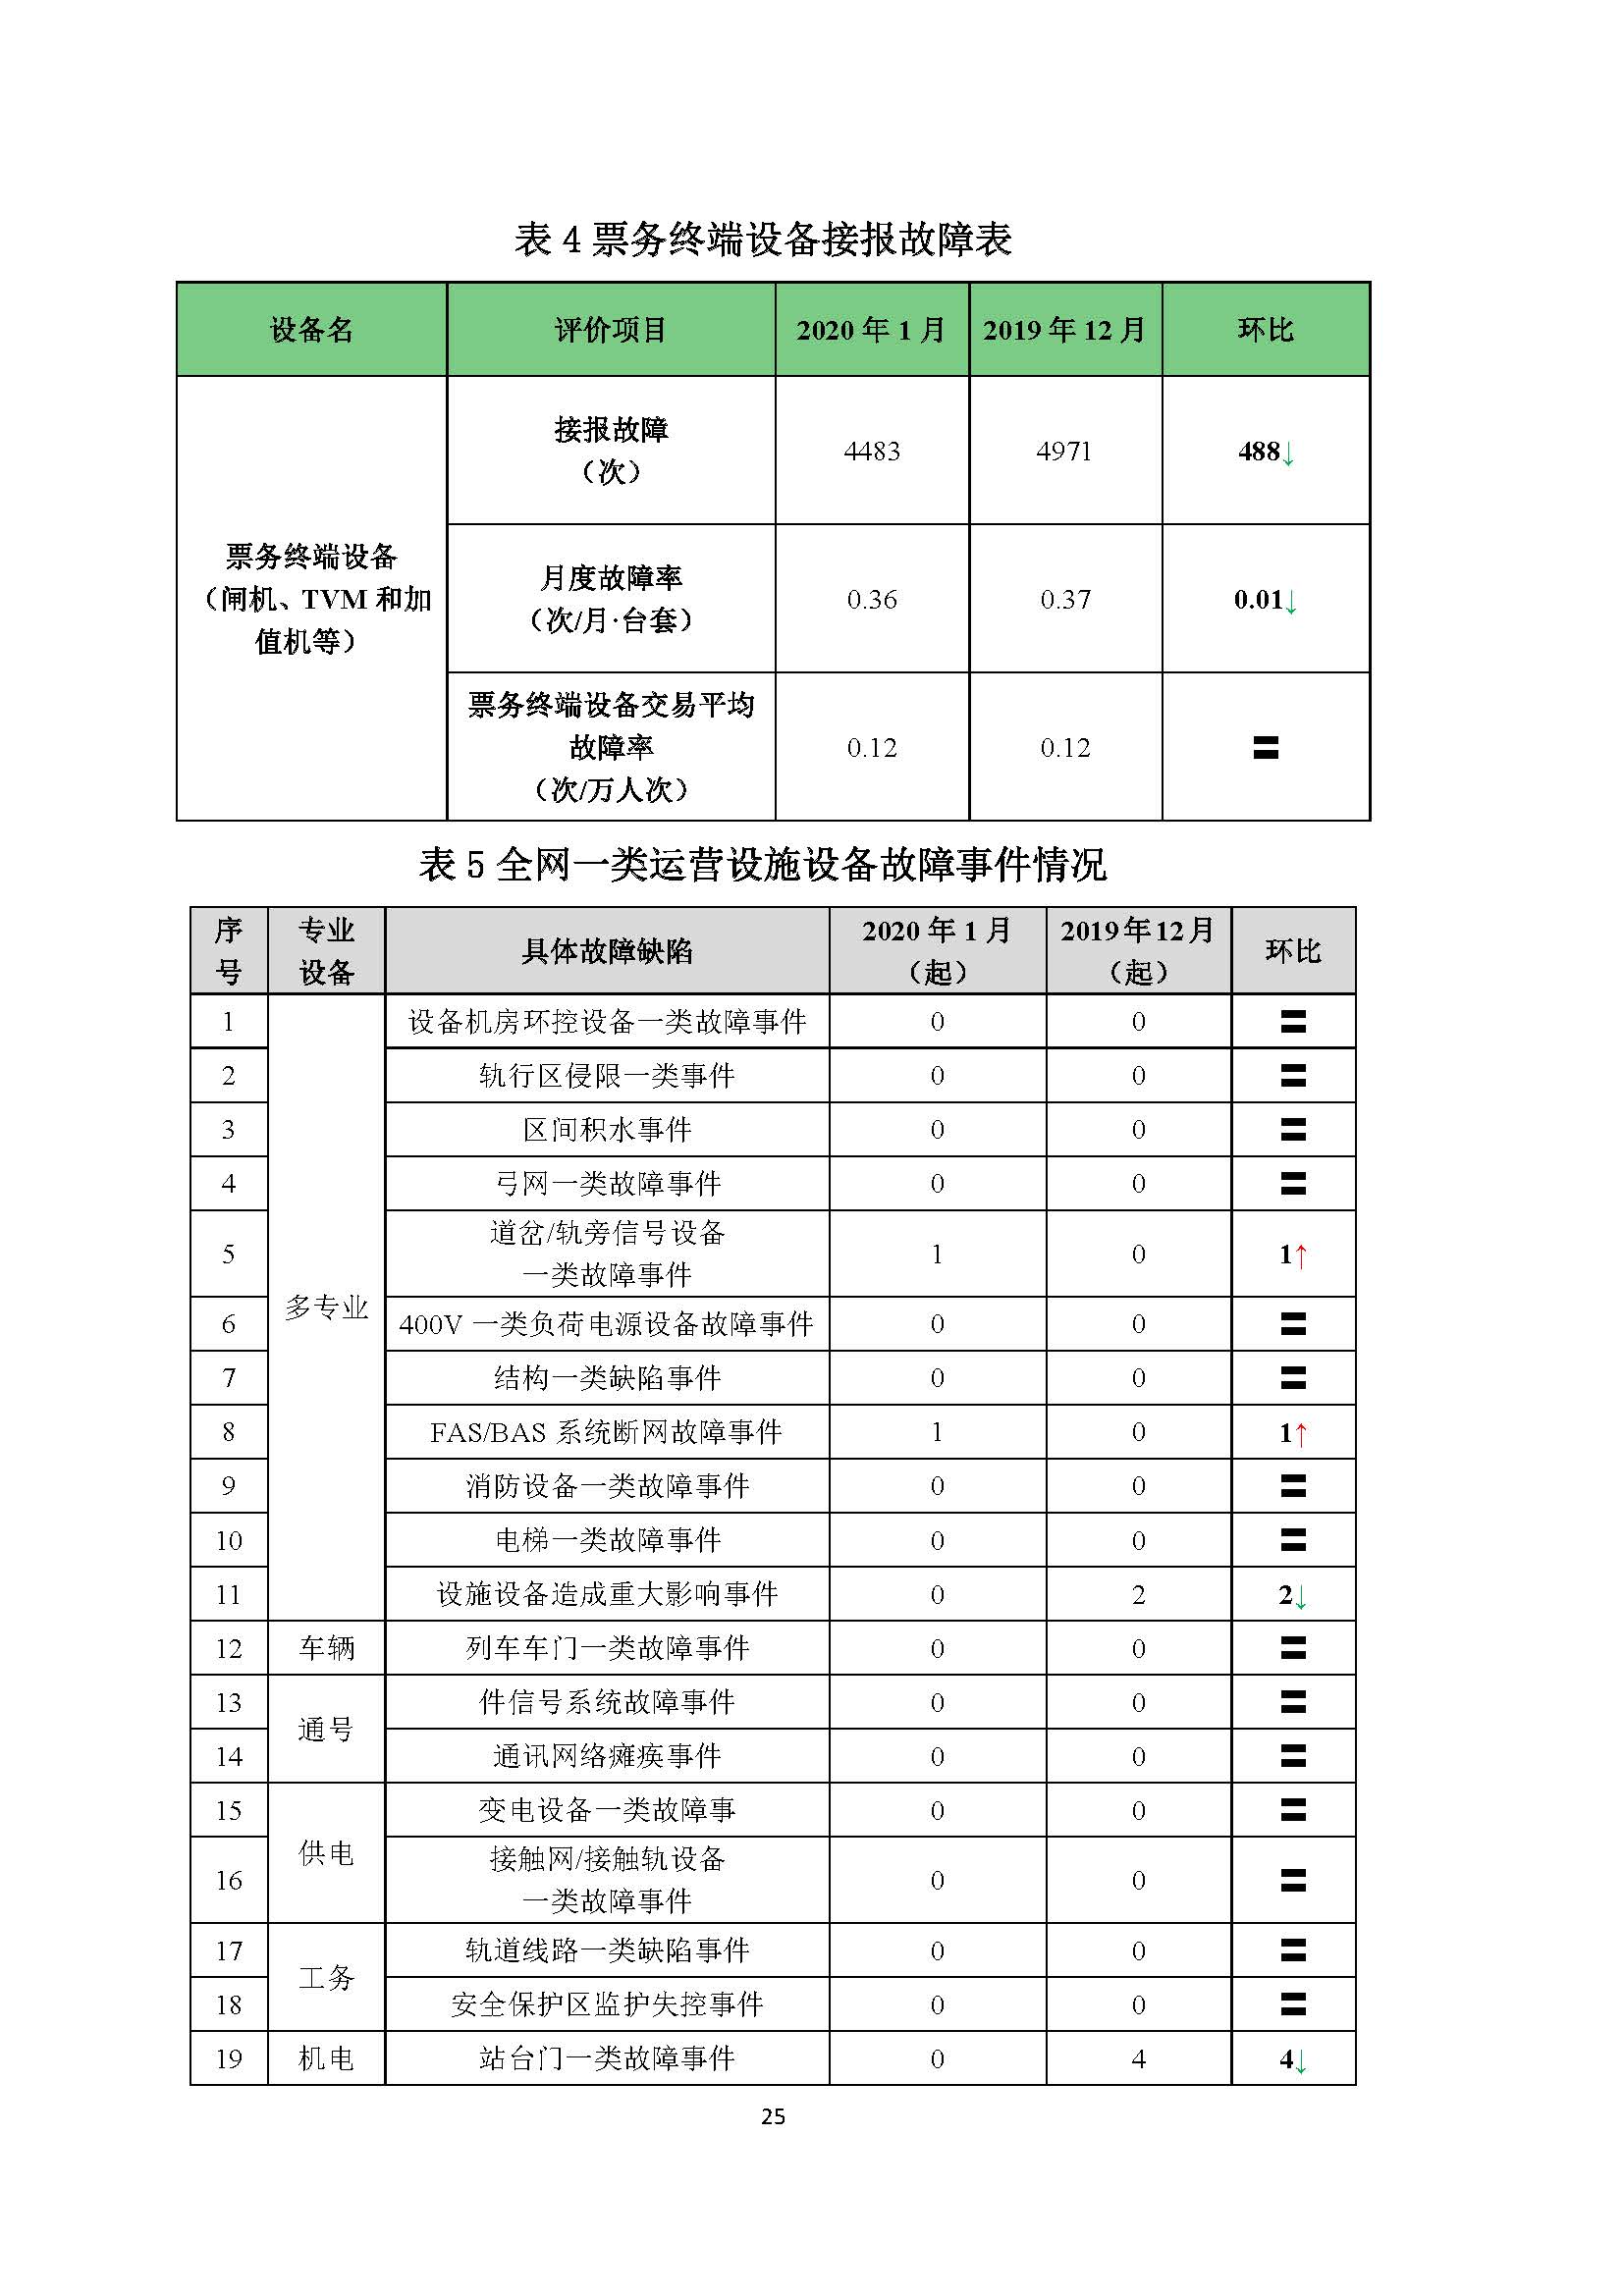 表 4 票务终端设备接报故障表
设备名 评价项目 2020 年 1 月 2019 年 12 月 环比
票务终端设备
（闸机、TVM 和加
值机等）
接报故障
（次）
4483 4971 488↓
月度故障率
（次/月·台套）
0.36 0.37 0.01↓
票务终端设备交易平均
故障率
（次/万人次）
0.12 0.12 〓
表 5 全网一类运营设施设备故障事件情况
序
号
专业
设备
具体故障缺陷
2020 年 1 月
（起）
2019年12月
（起）
环比
1 设备机房环控设备一类故障事件 0 0 〓
2 轨行区侵限一类事件 0 0 〓
3 区间积水事件 0 0 〓
4 弓网一类故障事件 0 0 〓
5 道岔/轨旁信号设备
一类故障事件 1 0 1↑
多专业
6 400V 一类负荷电源设备故障事件 0 0 〓
7 结构一类缺陷事件 0 0 〓
8 FAS/BAS 系统断网故障事件 1 0 1↑
9 消防设备一类故障事件 0 0 〓
10 电梯一类故障事件 0 0 〓
11 设施设备造成重大影响事件 0 2 2↓
12 车辆 列车车门一类故障事件 0 0 〓
13 件信号系统故障事件 0 0 〓
通号
14 通讯网络瘫痪事件 0 0 〓
15 变电设备一类故障事 0 0 〓
供电
16 接触网/接触轨设备
一类故障事件 0 0 〓
17 轨道线路一类缺陷事件 0 0 〓
工务
18 安全保护区监护失控事件 0 0 〓
19 机电 站台门一类故障事件 0 4 4↓
25